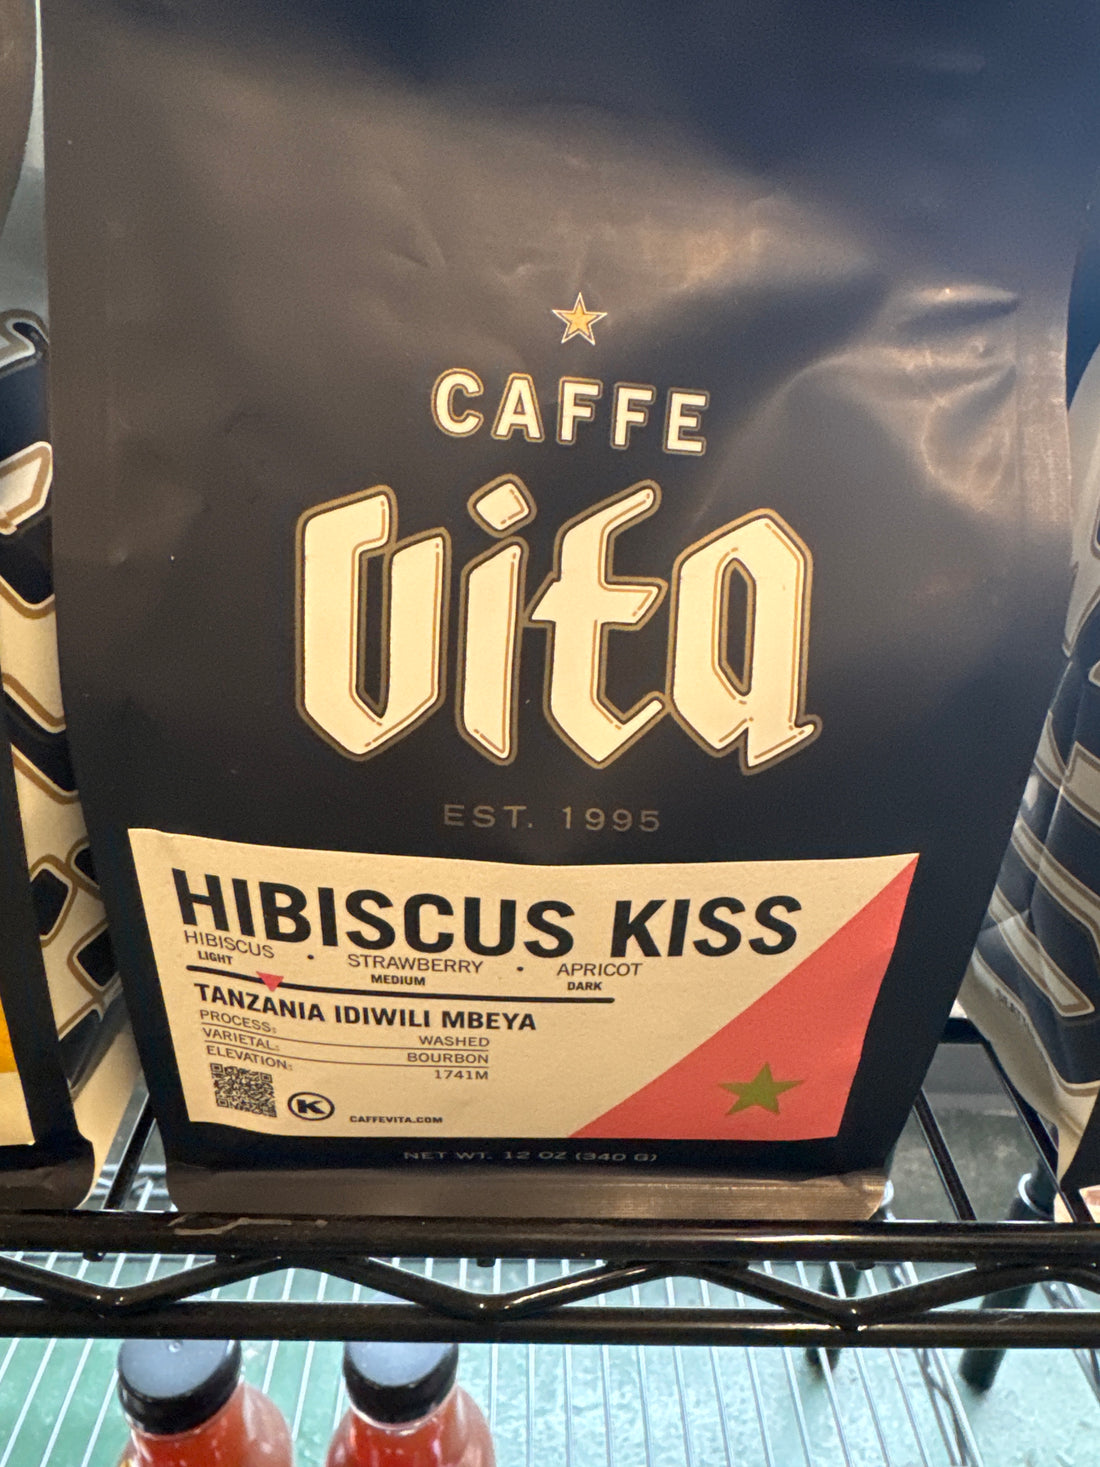 CAFFE
vita
EST. 1995
HIBISCUS KISS
HIBISCUS • STRAWBERRY • APRICOT
LIGHT MEDIUM DARK
TANZANIA IDIWILI MBEYA
PROCESS: WASHED
VARIETAL: BOURBON
ELEVATION: 1741M
K
CAFFEVITA.COM
NET WT. 12 OZ (340 G)